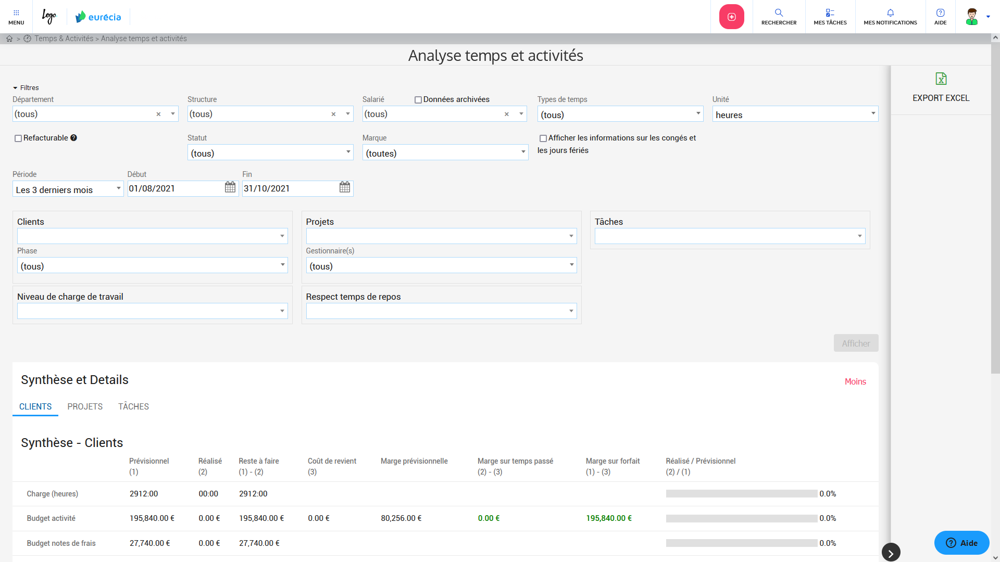 MENU
Logo
eurécia
RECHERCHER
MES TÂCHES
MES NOTIFICATIONS
AIDE
> Temps & Activités > Analyse temps et activités
Analyse temps et activités
EXPORT EXCEL
Filtres
Département
Structure
Salarié
Données archivées
Types de temps
Unité
(tous) ×
(tous) ×
(tous) ×
(tous)
heures
Refacturable ?
Statut
Marque
Afficher les informations sur les congés et
les jours fériés
(tous)
(toutes)
Période
Début
Fin
Les 3 derniers mois
01/08/2021
31/10/2021
Clients
Projets
Tâches
Phase
Gestionnaire(s)
(tous)
(tous)
Niveau de charge de travail
Respect temps de repos
Afficher
Synthèse et Details
Moins
CLIENTS PROJETS TÂCHES
Synthèse - Clients
Prévisionnel Réalisé Reste à faire Coût de revient Marge prévisionnelle Marge sur temps passé Marge sur forfait Réalisé / Prévisionnel
(1) (2) (1) - (2) (3) (2) - (3) (1) - (3) (2) / (1)
Charge (heures) 2912:00 00:00 2912:00 0.0%
Budget activité 195,840.00 € 0.00 € 195,840.00 € 0.00 € 80,256.00 € 0.00 € 195,840.00 € 0.0%
Budget notes de frais 27,740.00 € 0.00 € 27,740.00 € 0.0%
? Aide